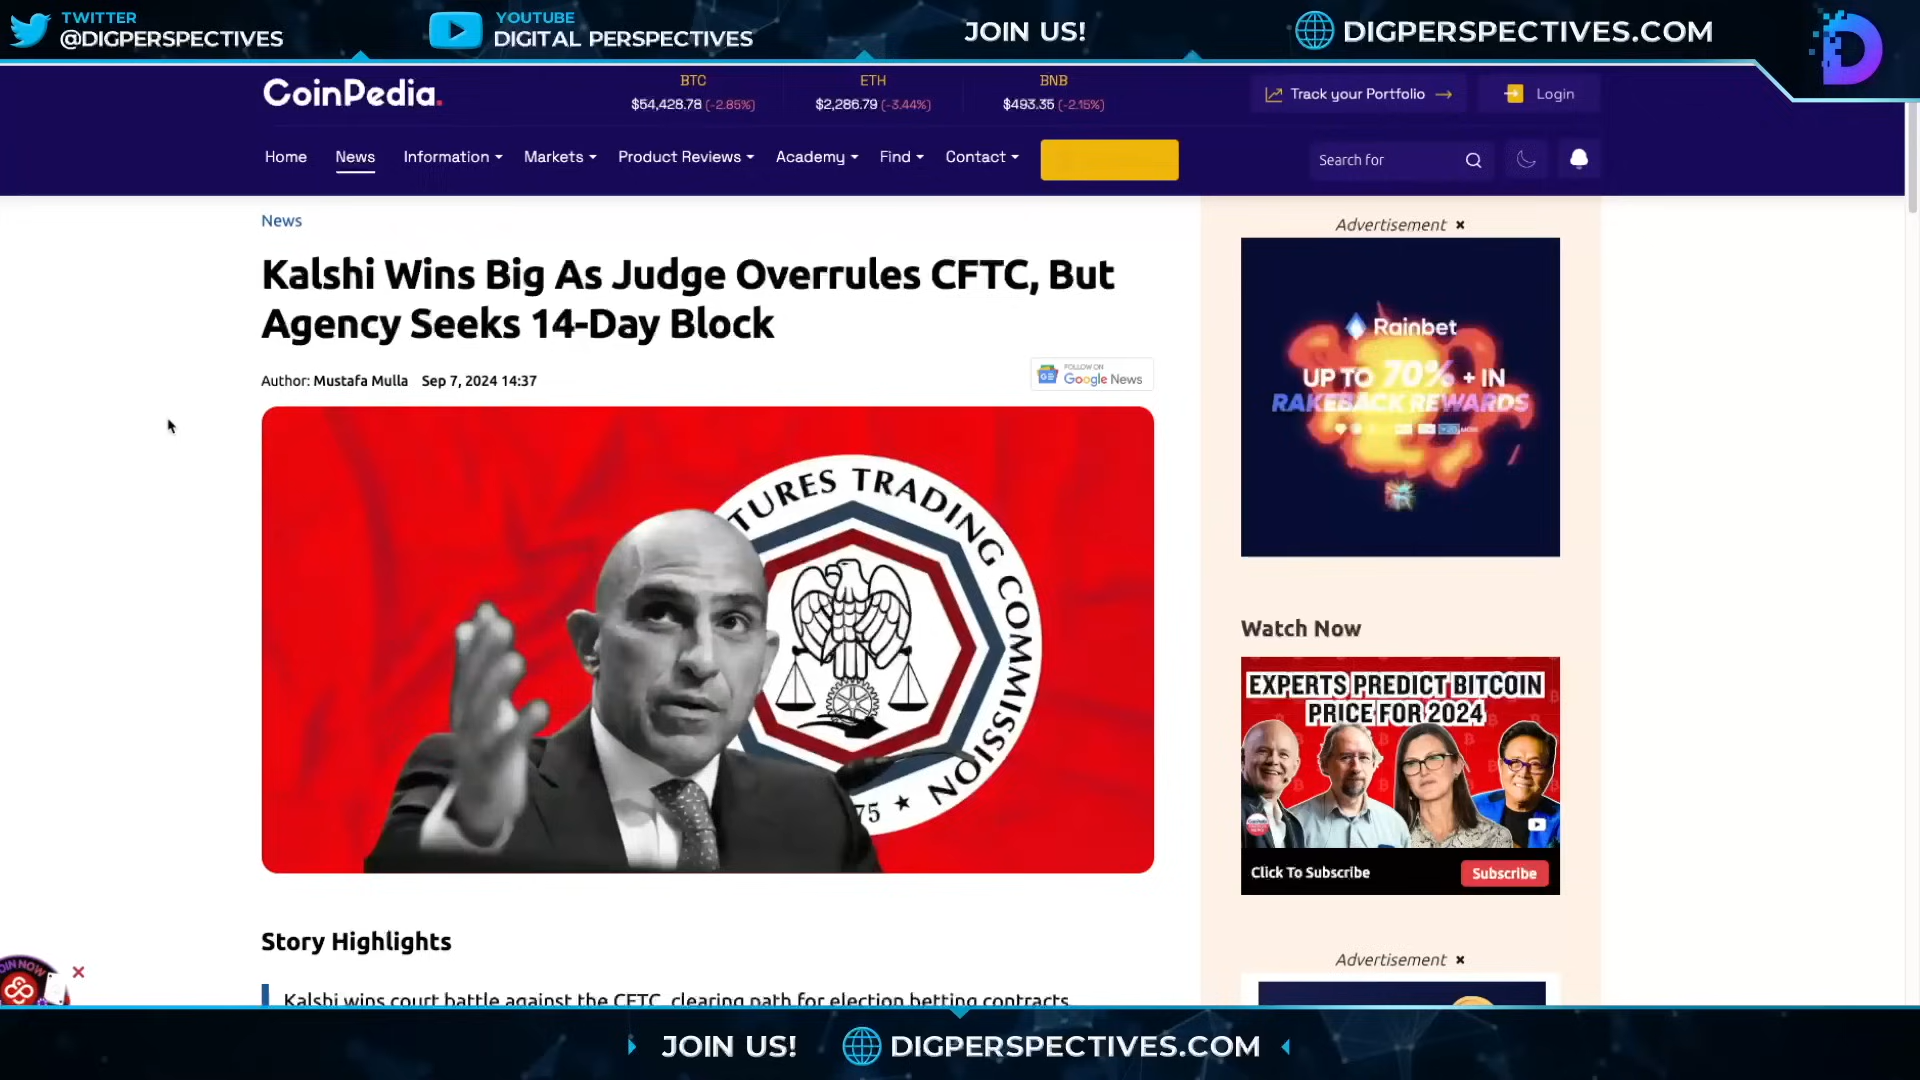 TWITTER
@DIGPERSPECTIVES
YOUTUBE
DIGITAL PERSPECTIVES
JOIN US!
DIGPERSPECTIVES.COM
CoinPedia.
BTC
$54,428.78 (-2.85%)
ETH
$2,286.79 (-3.44%)
BNB
$493.35 (-2.15%)
Track your Portfolio
Login
Home
News
Information
Markets
Product Reviews
Academy
Find
Contact
Search for
News
Kalshi Wins Big As Judge Overrules CFTC, But
Agency Seeks 14-Day Block
Author: Mustafa Mulla Sep 7, 2024 14:37
FOLLOW ON
Google News
TURES TRADING COMMISSION
75
Advertisement
Rainbet
UP TO 70% + IN
RAKEBACK REWARDS
Watch Now
EXPERTS PREDICT BITCOIN
PRICE FOR 2024
Click To Subscribe
Subscribe
Advertisement
Story Highlights
Kalshi wins court battle against the CFTC, clearing path for election betting contracts.
OIN NOW
JOIN US!
DIGPERSPECTIVES.COM